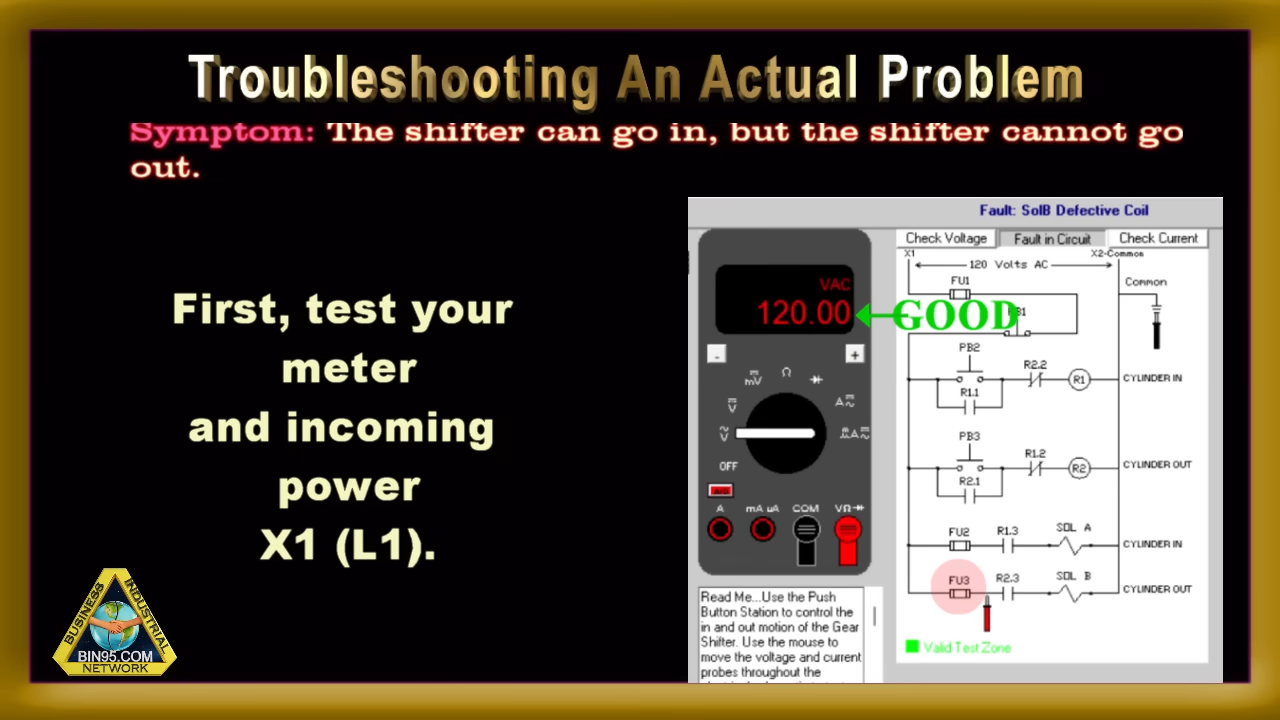 Troubleshooting An Actual Problem
Symptom: The shifter can go in, but the shifter cannot go
out.
First, test your
meter
and incoming
power
X1 (L1).
BUSINESS INDUSTRIAL
BIN95.COM
NETWORK
Fault: SolB Defective Coil
Check Voltage Fault in Circuit Check Current
VAC
120.00
GOOD
- +
mV Ω
V A
V A
OFF
A mA uA COM VΩ
Read Me...Use the Push
Button Station to control the
in and out motion of the Gear
Shifter. Use the mouse to
move the voltage and current
probes throughout the
X1 X2-Common
120 Volts AC
FU1 Common
PB1
PB2
R2.2
R1 CYLINDER IN
R1.1
PB3
R1.2
R2 CYLINDER OUT
R2.1
FU2 R1.3 SOL A
CYLINDER IN
FU3 R2.3 SOL B
CYLINDER OUT
Valid Test Zone